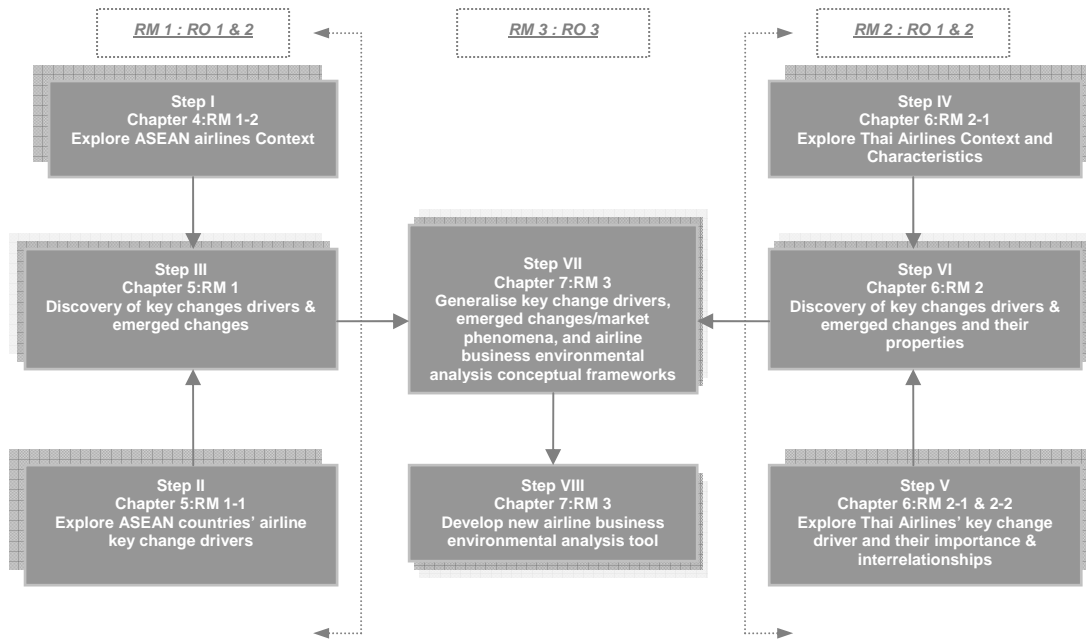 RM 1 : RO 1 & 2
RM 3 : RO 3
RM 2 : RO 1 & 2
Step I
Chapter 4:RM 1-2
Explore ASEAN airlines Context
Step IV
Chapter 6:RM 2-1
Explore Thai Airlines Context and
Characteristics
Step III
Chapter 5:RM 1
Discovery of key changes drivers &
emerged changes
Step VII
Chapter 7:RM 3
Generalise key change drivers,
emerged changes/market
phenomena, and airline
business environmental
analysis conceptual frameworks
Step VI
Chapter 6:RM 2
Discovery of key changes drivers &
emerged changes and their
properties
Step II
Chapter 5:RM 1-1
Explore ASEAN countries’ airline
key change drivers
Step VIII
Chapter 7:RM 3
Develop new airline business
environmental analysis tool
Step V
Chapter 6:RM 2-1 & 2-2
Explore Thai Airlines’ key change
driver and their importance &
interrelationships